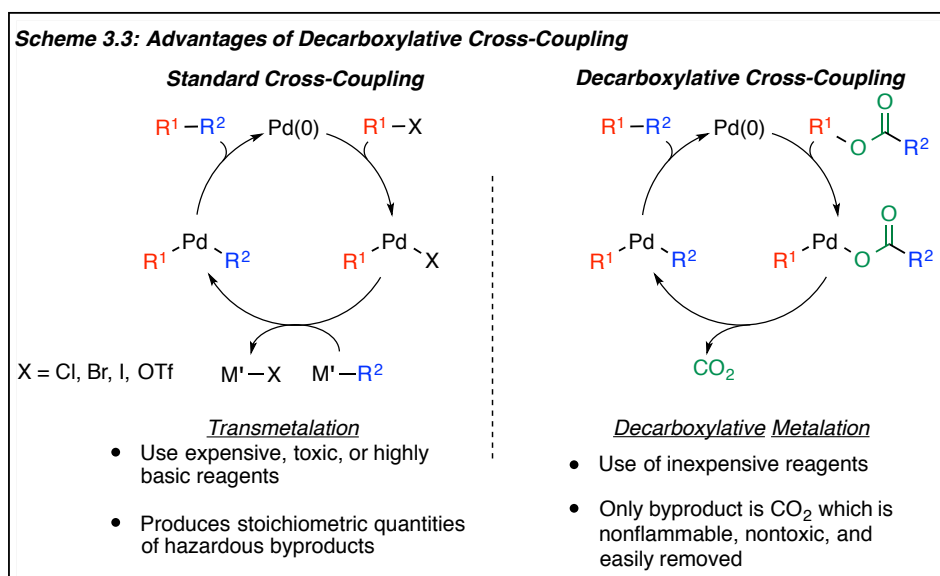 Scheme 3.3: Advantages of Decarboxylative Cross-Coupling
Standard Cross-Coupling
R¹—R²
Pd(0)
R¹—X
Pd
R¹
R²
Pd
R¹
X
X = Cl, Br, I, OTf
M'—X
M'—R²
Transmetalation
● Use expensive, toxic, or highly
basic reagents
● Produces stoichiometric quantities
of hazardous byproducts
Decarboxylative Cross-Coupling
R¹—R²
Pd(0)
R¹
O
O
R²
Pd
R¹
R²
Pd
R¹
O
O
R²
CO₂
Decarboxylative Metalation
● Use of inexpensive reagents
● Only byproduct is CO₂ which is
nonflammable, nontoxic, and
easily removed